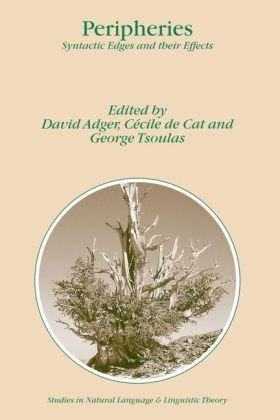 Peripheries
Syntactic Edges and their Effects
Edited by
David Adger, Cécile de Cat and
George Tsoulas
Studies in Natural Language & Linguistic Theory